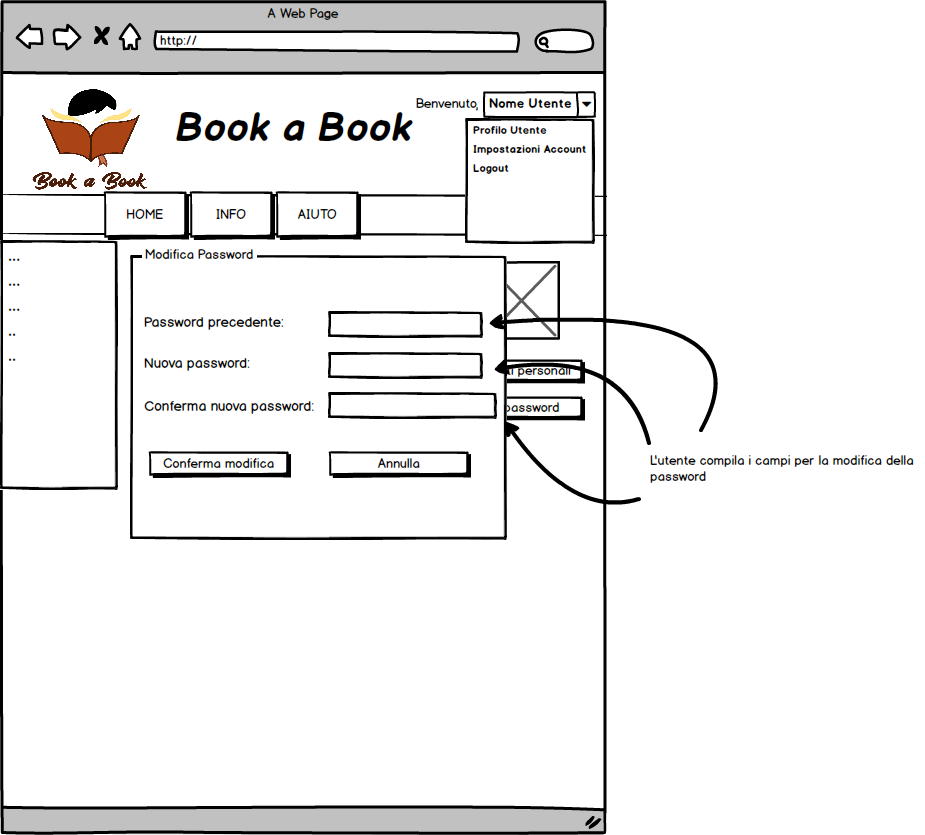 A Web Page
http://
Benvenuto,
Nome Utente
Book a Book
Profilo Utente
Impostazioni Account
Logout
Book a Book
HOME
INFO
AIUTO
...
...
...
..
..
Modifica Password
Password precedente:
Nuova password:
personali
Conferma nuova password:
password
Conferma modifica
Annulla
L'utente compila i campi per la modifica della
password